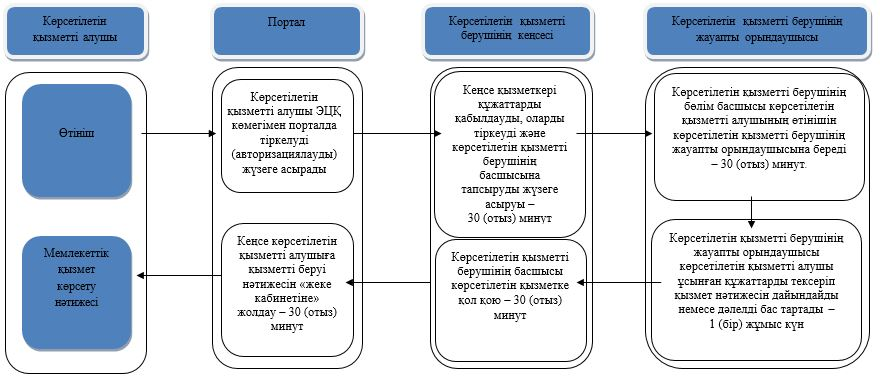 Көрсетілетін
қызметті алушы
Портал
Көрсетілетін қызметті
берушінің кеңсесі
Көрсетілетін қызметті берушінің
жауапты орындаушысы
Өтініш
Көрсетілетін
қызметті алушы ЭЦҚ
көмегімен порталда
тіркелуді
(авторизациялауды)
жүзеге асырады
Кеңсе қызметкері
құжаттарды
қабылдауды, оларды
тіркеуді және
көрсетілетін қызметті
берушінің
басшысына
тапсыруды жүзеге
асыруы –
30 (отыз) минут
Көрсетілетін қызметті берушінің
бөлім басшысы көрсетілетін
қызметті алушының өтінішін
көрсетілетін қызметті берушінің
жауапты орындаушысына береді
– 30 (отыз) минут.
Көрсетілетін қызметті берушінің
жауапты орындаушысы
көрсетілетін қызметті алушы
ұсынған құжаттарды тексеріп
қызмет нәтижесін дайындайды
немесе дәлелді бас тартады –
1 (бір) жұмыс күн
Көрсетілетін қызметті
берушінің басшысы
көрсетілетін қызметке
қол қою – 30 (отыз)
минут
Кеңсе көрсетілетін
қызметті алушыға
қызметті беруі
нәтижесін «жеке
кабинетіне»
жолдау – 30 (отыз)
минут
Мемлекеттік
қызмет
көрсету
нәтижесі